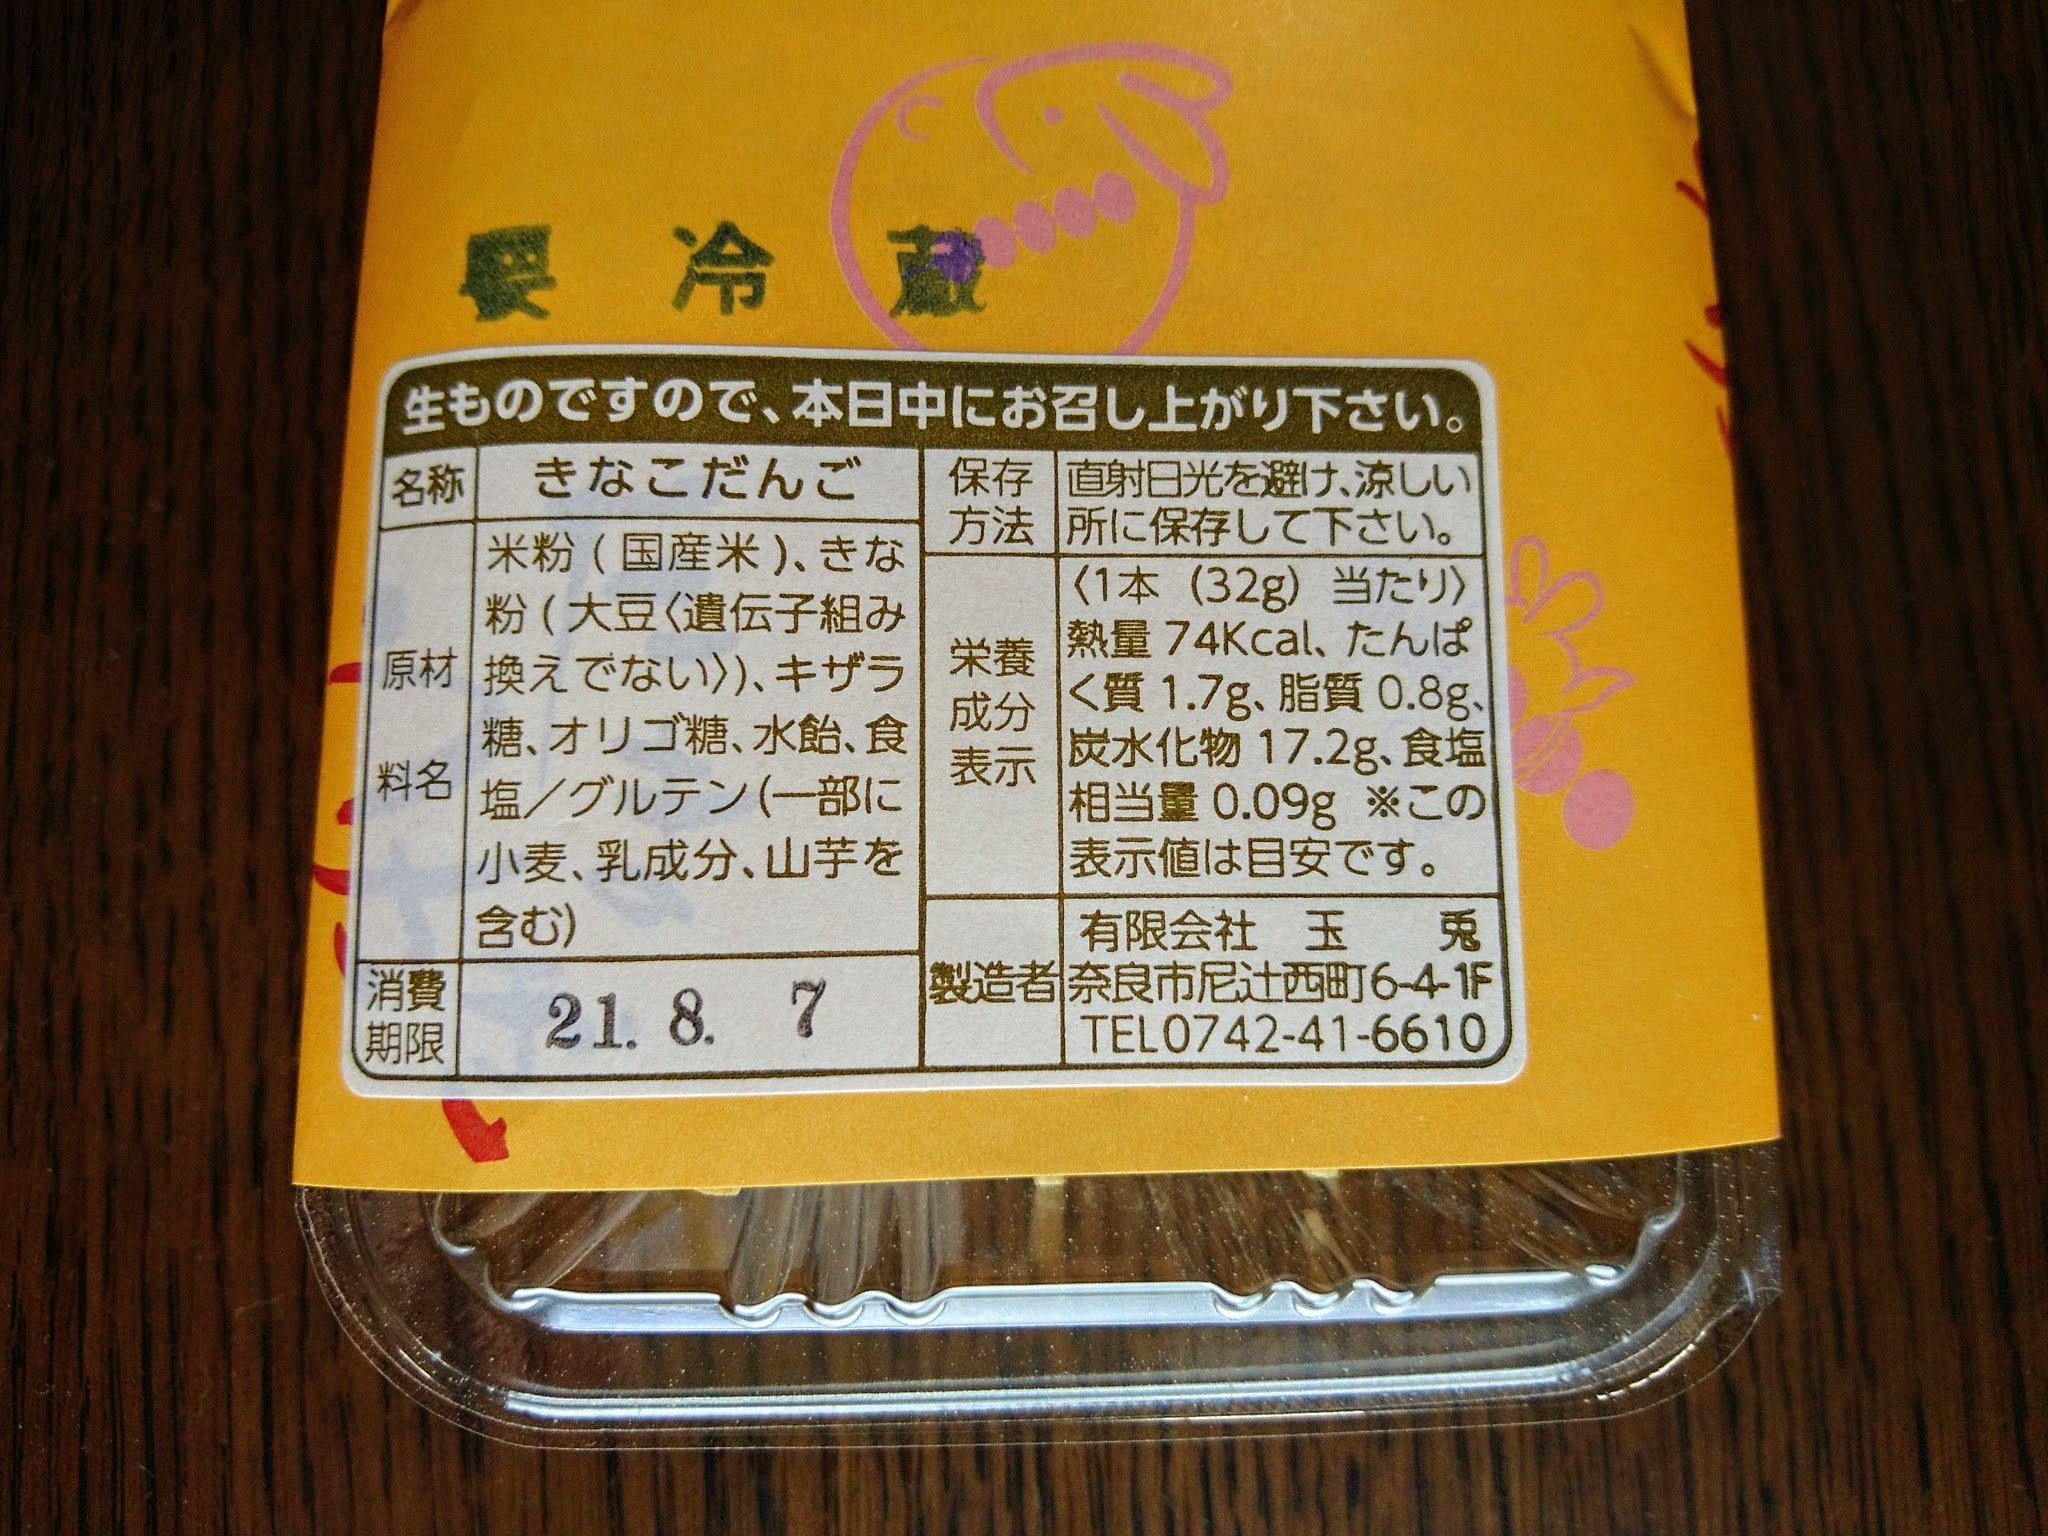 要冷蔵
生ものですので、本日中にお召し上がり下さい。
名称
きなこだんご
原材
料名
米粉(国産米)、きな
粉(大豆〈遺伝子組み
換えでない〉)、キザラ
糖、オリゴ糖、水飴、食
塩／グルテン(一部に
小麦、乳成分、山芋を
含む)
消費
期限
21. 8. 7
保存
方法
直射日光を避け、涼しい
所に保存して下さい。
栄養
成分
表示
〈1本 (32g) 当たり〉
熱量 74Kcal、たんぱ
く質 1.7g、脂質 0.8g、
炭水化物 17.2g、食塩
相当量 0.09g ※この
表示値は目安です。
製造者
有限会社 玉 兎
奈良市尼辻西町6-4-1F
TEL0742-41-6610